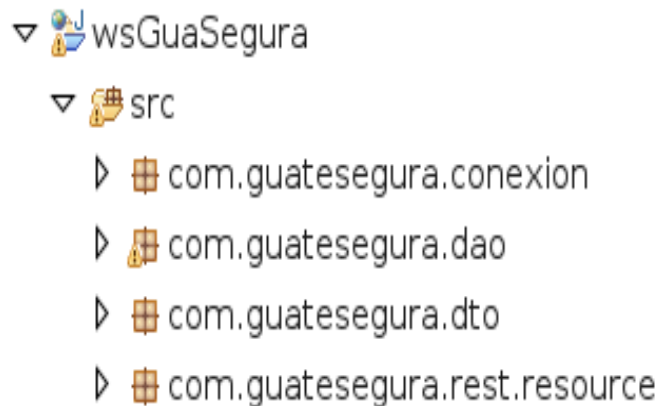 wsGuaSegura
src
com.guatesegura.conexion
com.guatesegura.dao
com.guatesegura.dto
com.guatesegura.rest.resource